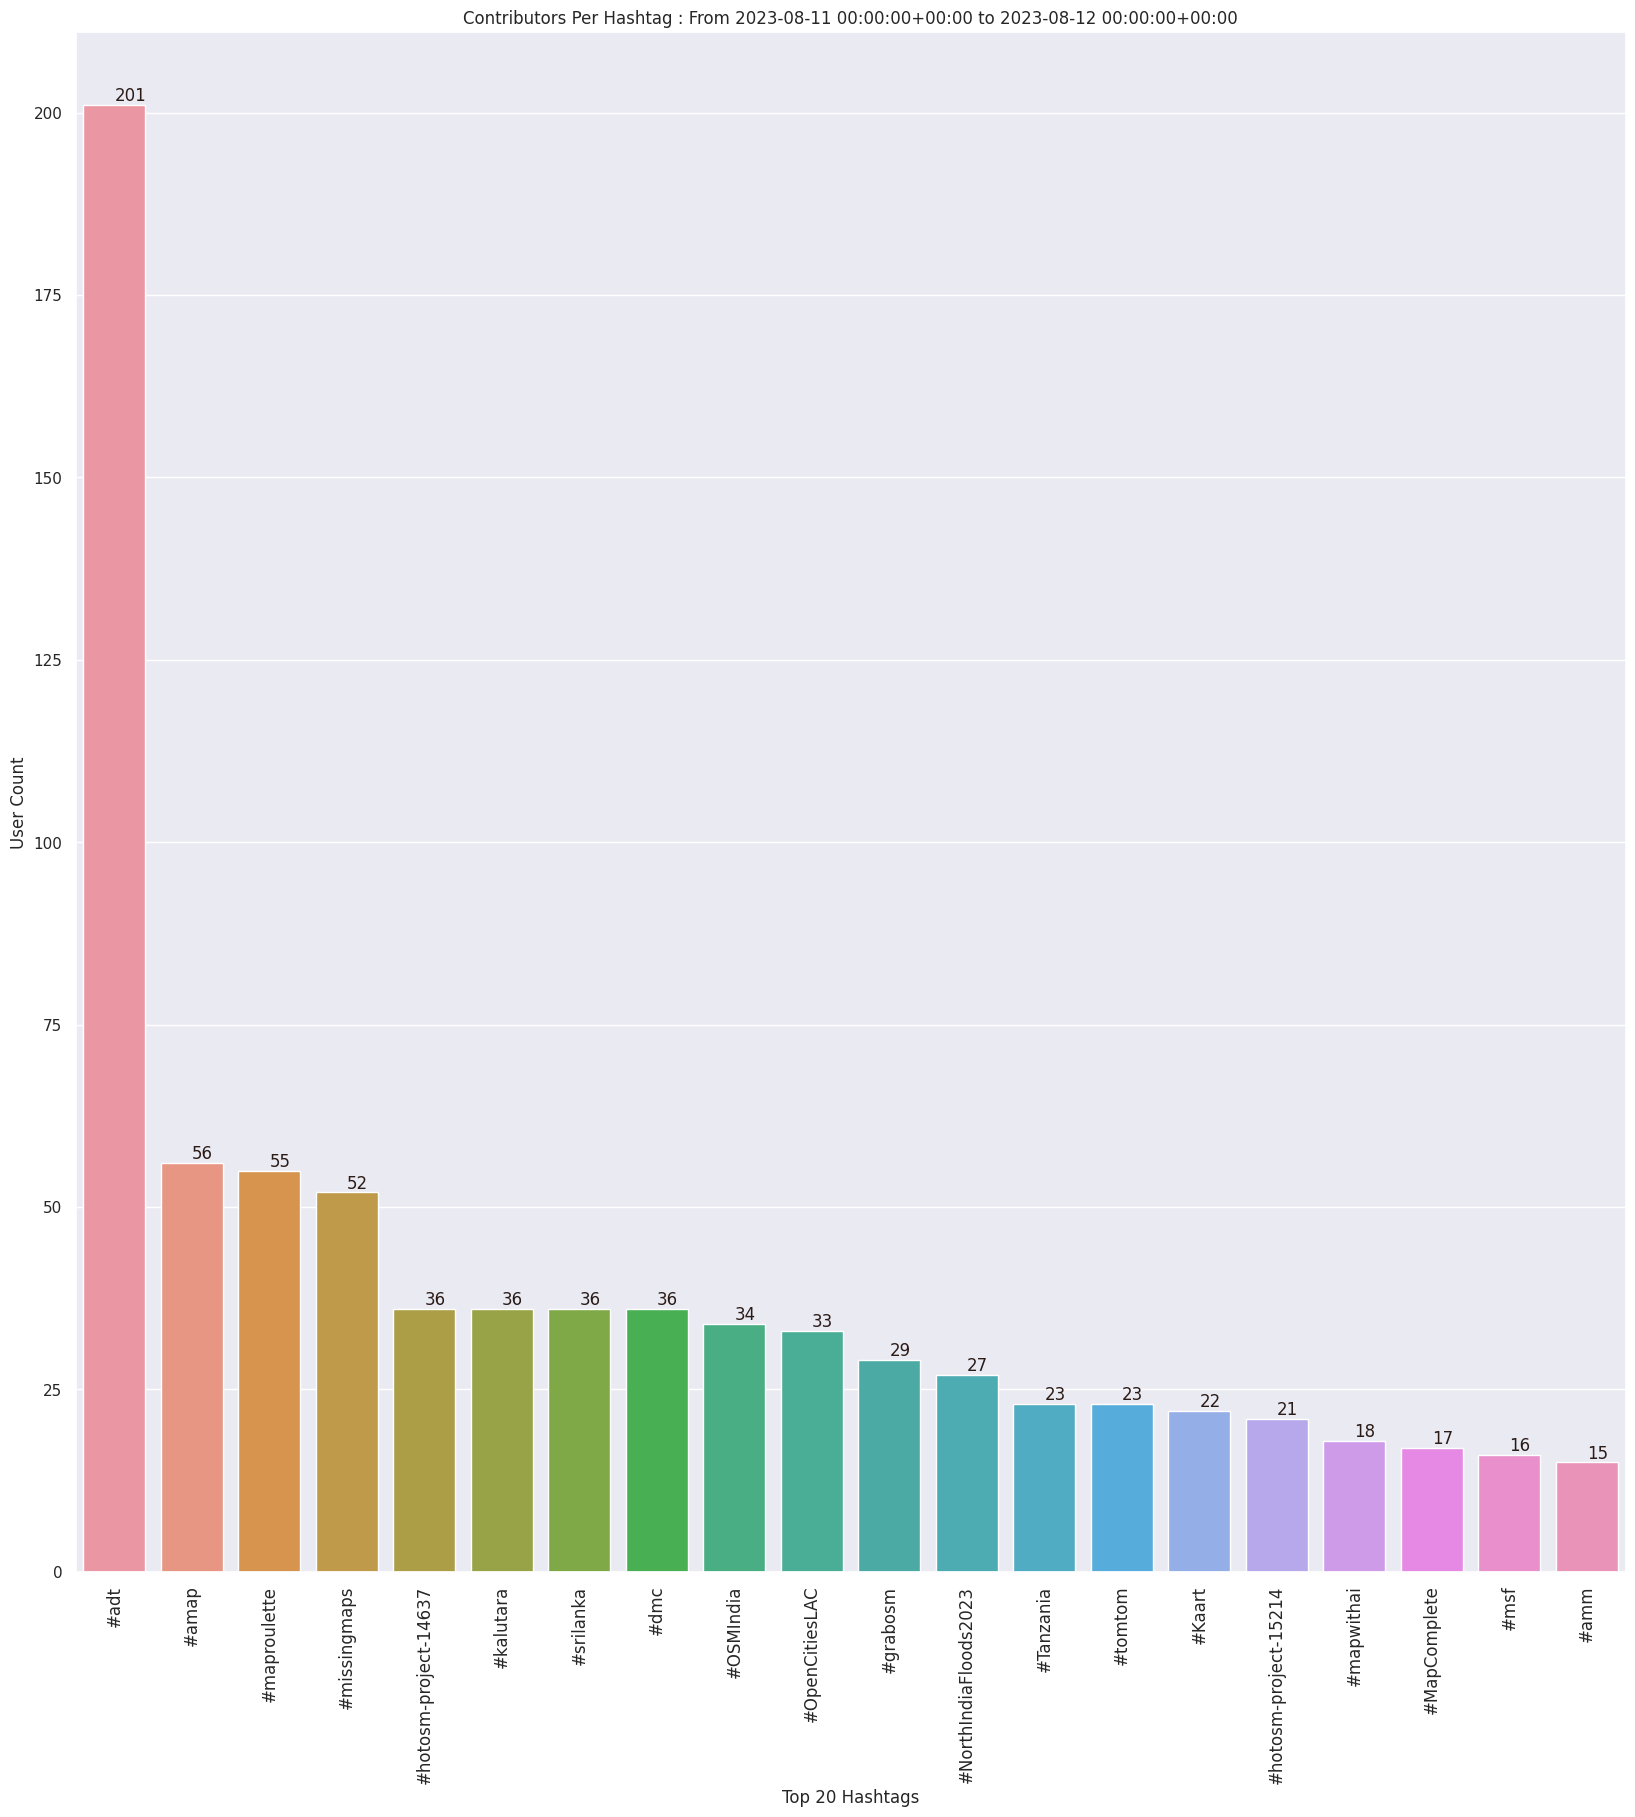 Contributors Per Hashtag : From 2023-08-11 00:00:00+00:00 to 2023-08-12 00:00:00+00:00
User Count
200
175
150
125
100
75
50
25
0
201
56
55
52
36
36
36
36
34
33
29
27
23
23
22
21
18
17
16
15
#adt
#amap
#maproulette
#missingmaps
#hotosm-project-14637
#kalutara
#srilanka
#dmc
#OSMIndia
#OpenCitiesLAC
#grabosm
#NorthIndiaFloods2023
#Tanzania
#tomtom
#Kaart
#hotosm-project-15214
#mapwithai
#MapComplete
#msf
#amm
Top 20 Hashtags